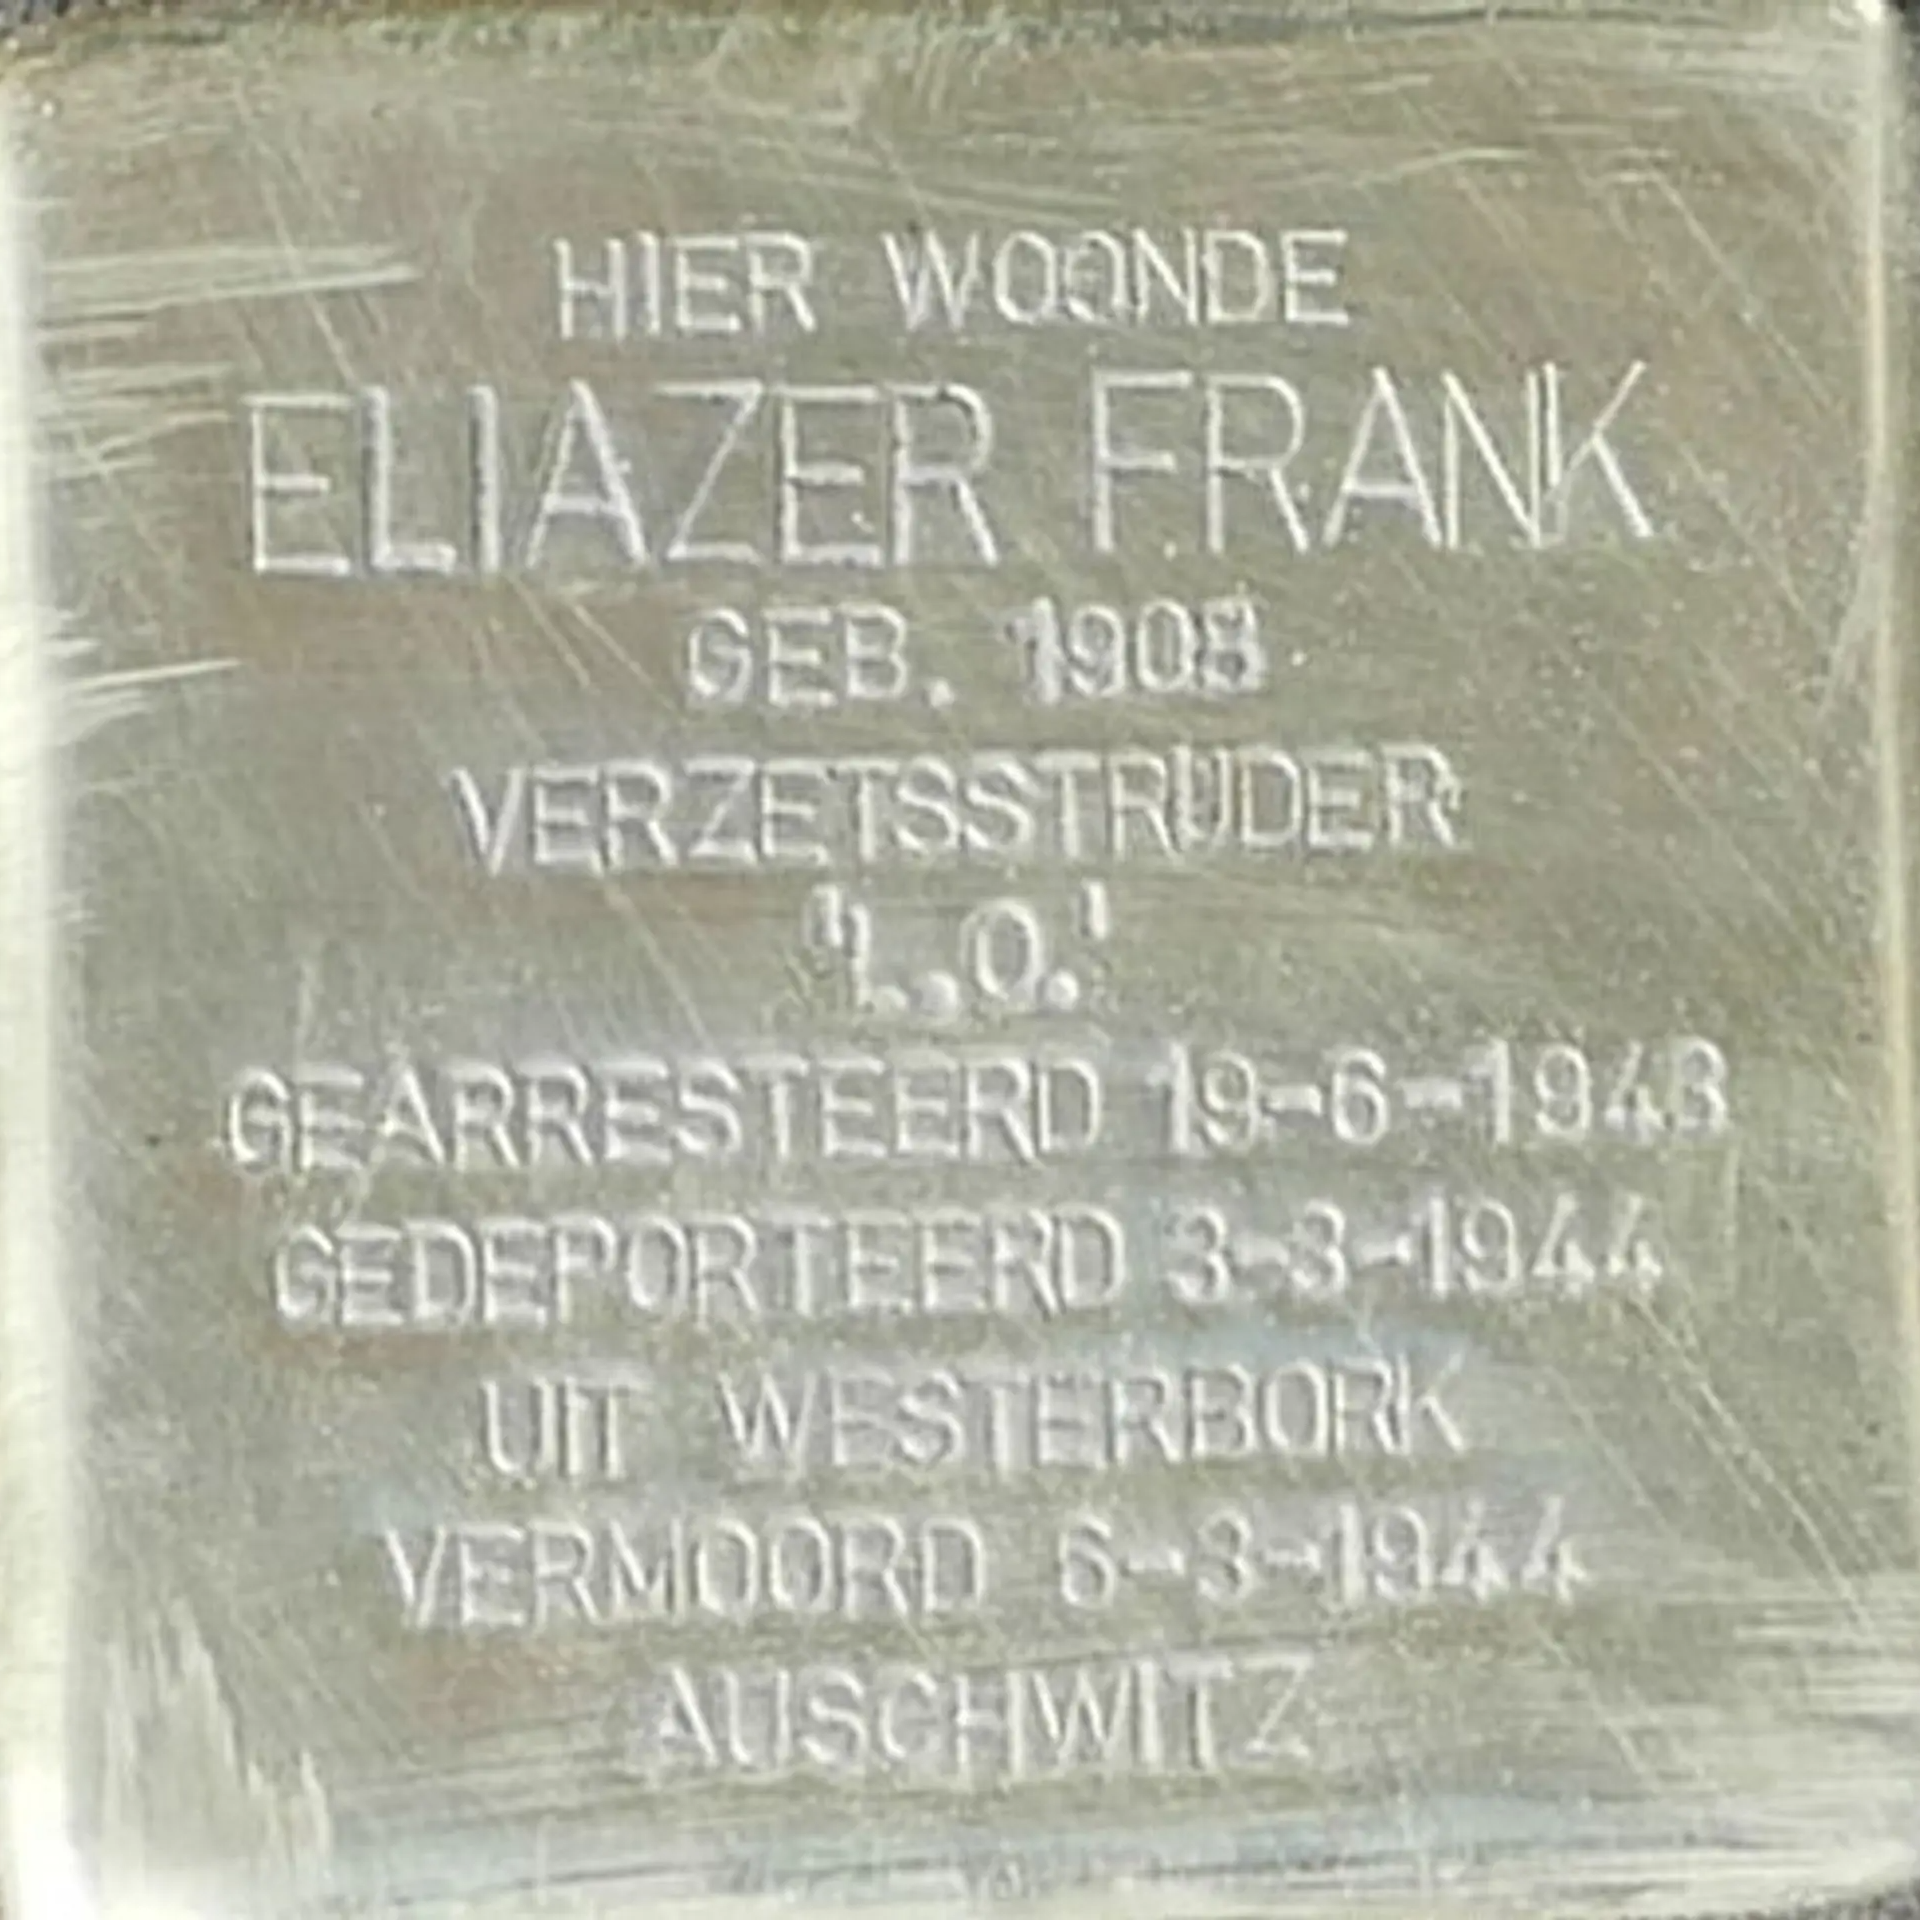 HIER WOONDE
ELIAZER FRANK
GEB. 1908
VERZETSSTRUDER
'L.O.'
GEARRESTEERD 19-6-1943
GEDEPORTEERD 3-3-1944
UIT WESTERBORK
VERMOORD 6-3-1944
AUSCHWITZ